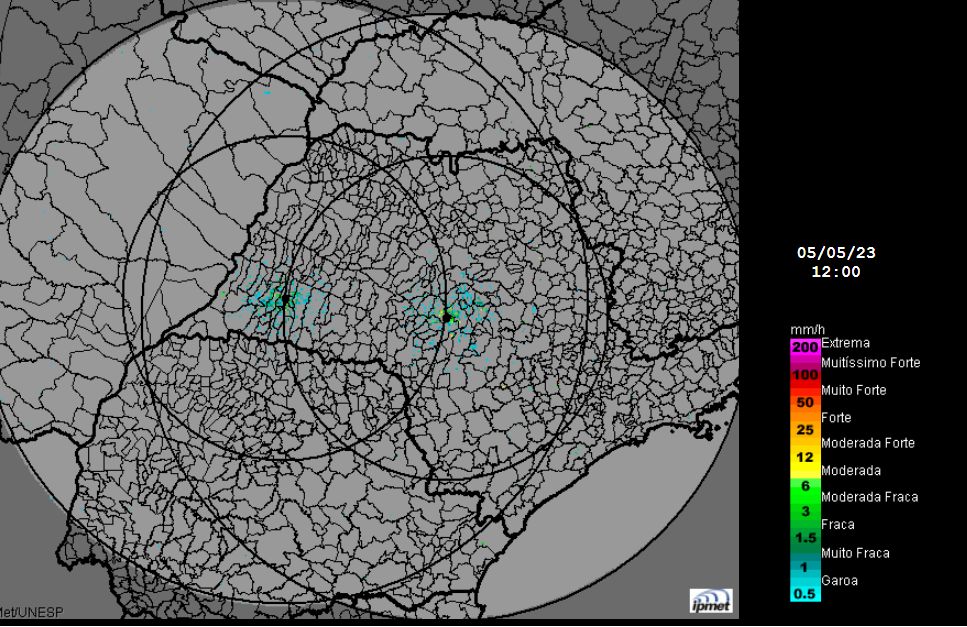 05/05/23
12:00
mm/h
200 Extrema
Muitíssimo Forte
100
Muito Forte
50
Forte
25
Moderada Forte
12
Moderada
6
Moderada Fraca
3
Fraca
1.5
Muito Fraca
1
Garoa
0.5
ipmet
Met/UNESP